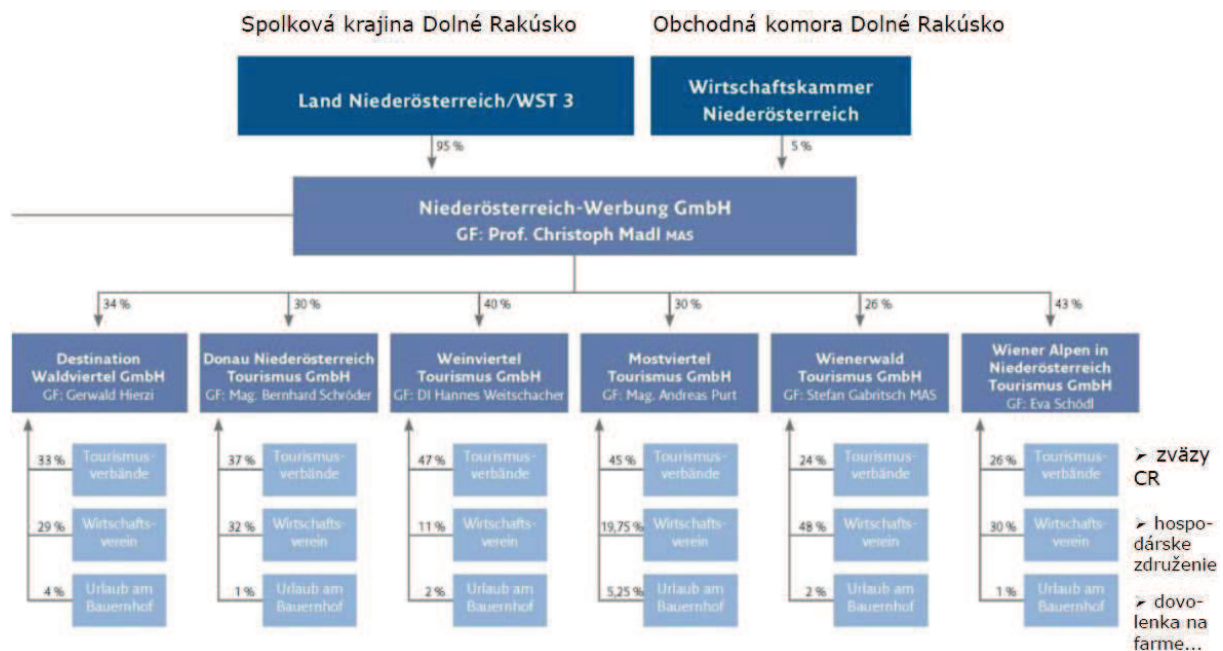 Spolková krajina Dolné Rakúsko
Obchodná komora Dolné Rakúsko
Land Niederösterreich/WST 3
Wirtschaftskammer
Niederösterreich
95 %
5 %
Niederösterreich-Werbung GmbH
GF: Prof. Christoph Madl MAS
34 %
30 %
40 %
30 %
26 %
43 %
Destination
Waldviertel GmbH
GF: Gerwald Hierzi
Donau Niederösterreich
Tourismus GmbH
GF: Mag. Bernhard Schröder
Weinviertel
Tourismus GmbH
GF: DI Hannes Weitschacher
Mostviertel
Tourismus GmbH
GF: Mag. Andreas Purt
Wienerwald
Tourismus GmbH
GF: Stefan Gabritsch MAS
Wiener Alpen in
Niederösterreich
Tourismus GmbH
GF: Eva Schödl
33 %
Tourismus-
verbände
37 %
Tourismus-
verbände
47 %
Tourismus-
verbände
45 %
Tourismus-
verbände
24 %
Tourismus-
verbände
26 %
Tourismus-
verbände
➢ zväzy
CR
29 %
Wirtschafts-
verein
32 %
Wirtschafts-
verein
11 %
Wirtschafts-
verein
19,75 %
Wirtschafts-
verein
48 %
Wirtschafts-
verein
30 %
Wirtschafts-
verein
➢ hospo-
dárske
združenie
4 %
Urlaub am
Bauernhof
1 %
Urlaub am
Bauernhof
2 %
Urlaub am
Bauernhof
5,25 %
Urlaub am
Bauernhof
2 %
Urlaub am
Bauernhof
1 %
Urlaub am
Bauernhof
➢ dovo-
lenka na
farme...